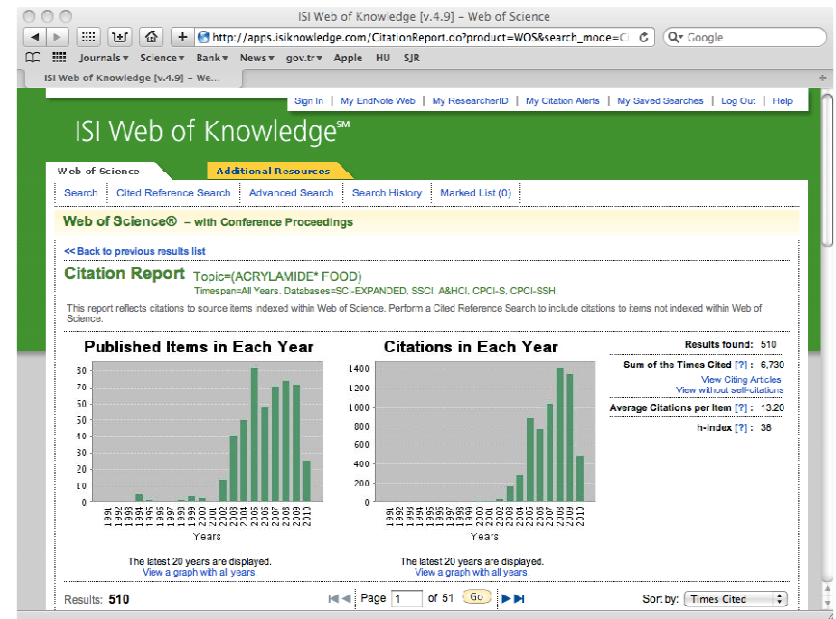 ISI Web of Knowledge [v.4.9] – Web of Science
http://apps.isiknowledge.com/CitationReport.co?product=WOS&search_moce=Ci
Google
Journals Science Bank News gov.tr Apple HU SJR
ISI Web of Knowledge [v.4.9] – We...
Sign In | My EndNote Web | My ResearcherID | My Citation Alerts | My Saved Searches | Log Out | Help
ISI Web of Knowledge℠
Web of Science Additional Resources
Search Cited Reference Search Advanced Search Search History Marked List (0)
Web of Science® – with Conference Proceedings
<< Back to previous results list
Citation Report Topic=(ACRYLAMIDE* FOOD)
Timespan=All Years. Databases=SCI-EXPANDED, SSCI, A&HCI, CPCI-S, CPCI-SSH.
This report reflects citations to source items indexed within Web of Science. Perform a Cited Reference Search to include citations to items not indexed within Web of
Science.
Published Items in Each Year
80
70
60
50
40
30
20
10
0
1991 1992 1993 1994 1995 1996 1997 1998 1999 2000 2001 2002 2003 2004 2005 2006 2007 2008 2009 2010
Years
The latest 20 years are displayed.
View a graph with all years.
Citations in Each Year
1400
1200
1000
800
600
400
200
0
1991 1992 1993 1994 1995 1996 1997 1998 1999 2000 2001 2002 2003 2004 2005 2006 2007 2008 2009 2010
Years
The latest 20 years are displayed.
View a graph with all years.
Results found: 510
Sum of the Times Cited [?] : 6,730
View Citing Articles
View without self-citations
Average Citations per Item [?] : 13.20
h-index [?] : 38
Results: 510
Page 1 of 51 Go
Sort by: Times Cited